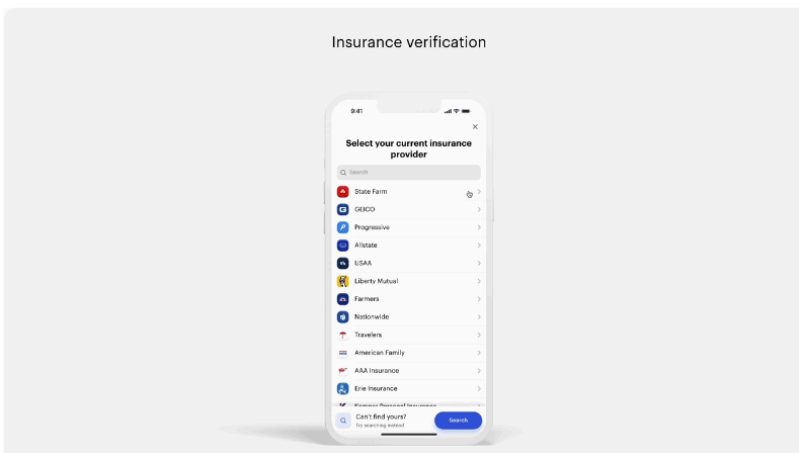 Insurance verification
9:41
Select your current insurance
provider
Search
State Farm
GEICO
Progressive
Allstate
USAA
Liberty Mutual
Farmers
Nationwide
Travelers
American Family
AAA Insurance
Erie Insurance
Can't find yours?
Try searching instead
Search